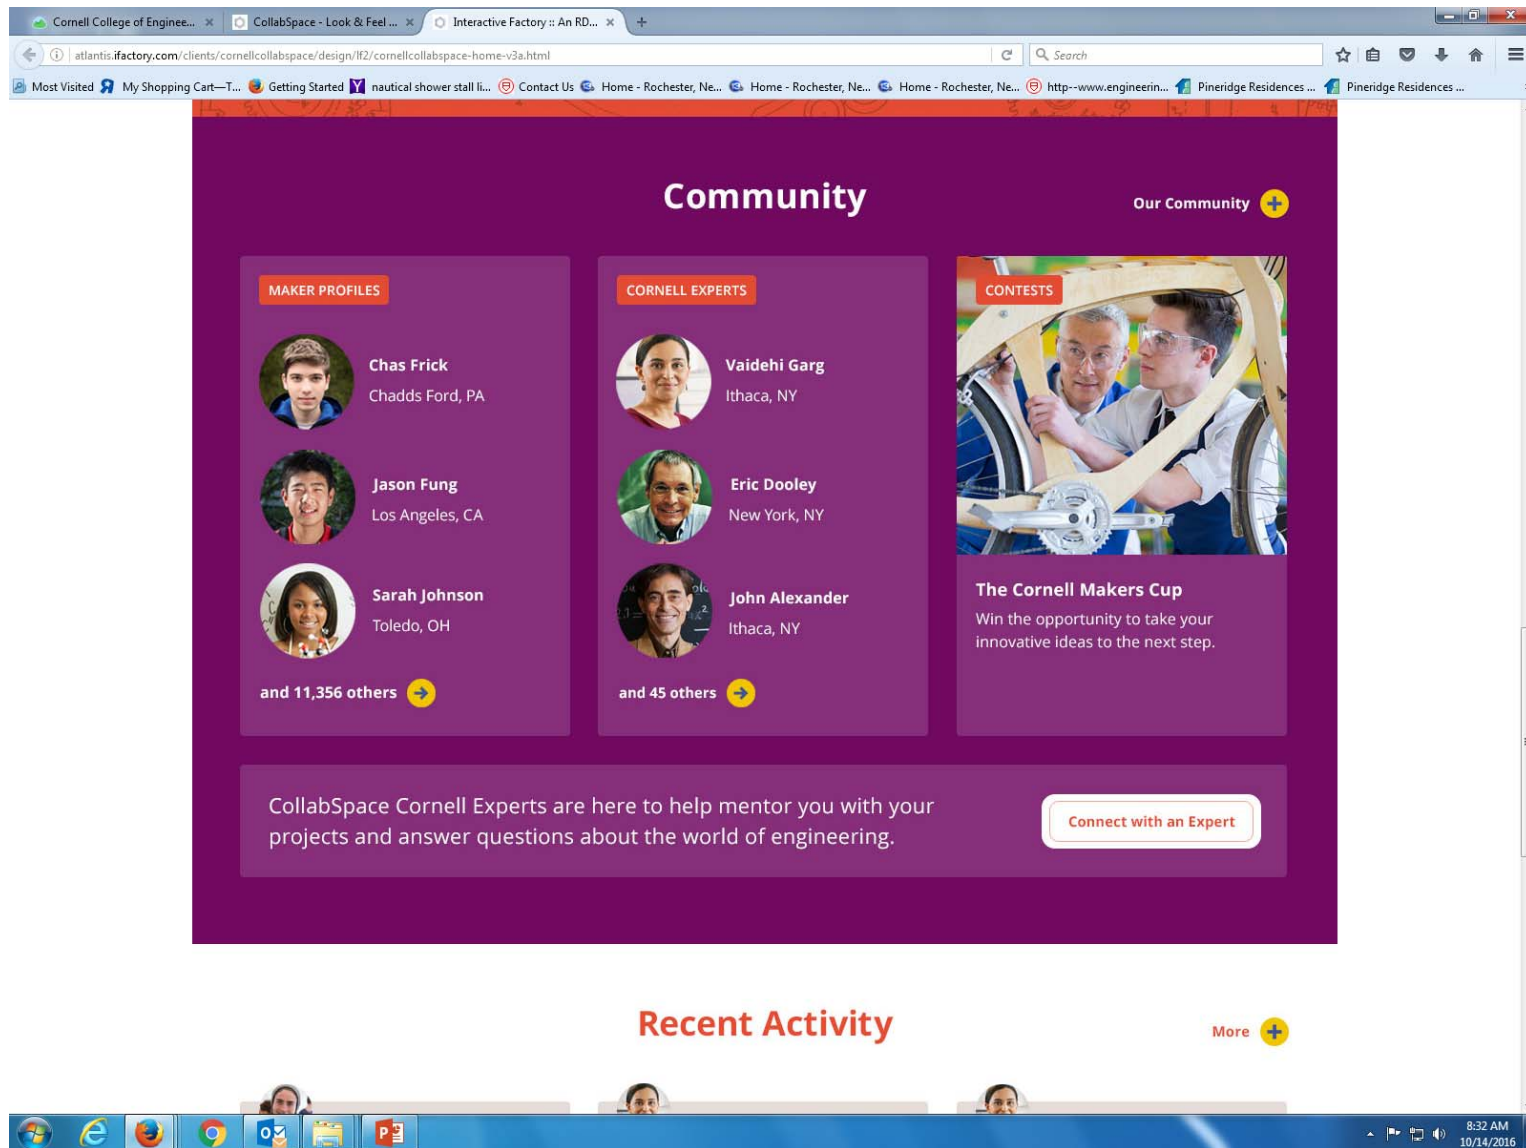 Cornell College of Enginee...
CollabSpace - Look & Feel ...
Interactive Factory :: An RD...
atlantis.ifactory.com/clients/cornellcollabspace/design/lf2/cornellcollabspace-home-v3a.html
Search
Most Visited
My Shopping Cart—T...
Getting Started
nautical shower stall li...
Contact Us
Home - Rochester, Ne...
Home - Rochester, Ne...
Home - Rochester, Ne...
http--www.engineerin...
Pineridge Residences ...
Pineridge Residences ...
Community
Our Community
MAKER PROFILES
Chas Frick
Chadds Ford, PA
Jason Fung
Los Angeles, CA
Sarah Johnson
Toledo, OH
and 11,356 others
CORNELL EXPERTS
Vaidehi Garg
Ithaca, NY
Eric Dooley
New York, NY
John Alexander
Ithaca, NY
and 45 others
CONTESTS
The Cornell Makers Cup
Win the opportunity to take your
innovative ideas to the next step.
CollabSpace Cornell Experts are here to help mentor you with your
projects and answer questions about the world of engineering.
Connect with an Expert
Recent Activity
More
8:32 AM
10/14/2016